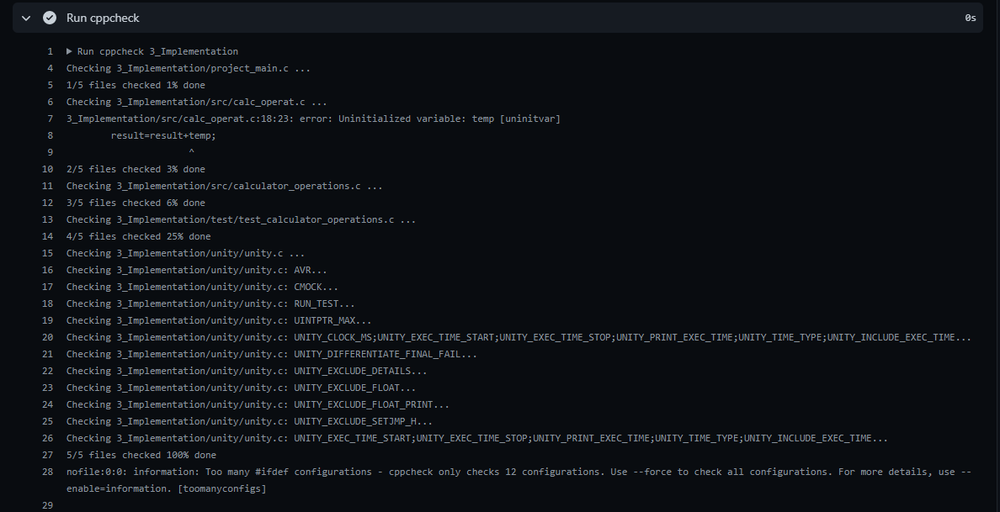 Run cppcheck 0s
1 ▶ Run cppcheck 3_Implementation
4 Checking 3_Implementation/project_main.c ...
5 1/5 files checked 1% done
6 Checking 3_Implementation/src/calc_operat.c ...
7 3_Implementation/src/calc_operat.c:18:23: error: Uninitialized variable: temp [uninitvar]
8         result=result+temp;
9                       ^
10 2/5 files checked 3% done
11 Checking 3_Implementation/src/calculator_operations.c ...
12 3/5 files checked 6% done
13 Checking 3_Implementation/test/test_calculator_operations.c ...
14 4/5 files checked 25% done
15 Checking 3_Implementation/unity/unity.c ...
16 Checking 3_Implementation/unity/unity.c: AVR...
17 Checking 3_Implementation/unity/unity.c: CMOCK...
18 Checking 3_Implementation/unity/unity.c: RUN_TEST...
19 Checking 3_Implementation/unity/unity.c: UINTPTR_MAX...
20 Checking 3_Implementation/unity/unity.c: UNITY_CLOCK_MS;UNITY_EXEC_TIME_START;UNITY_EXEC_TIME_STOP;UNITY_PRINT_EXEC_TIME;UNITY_TIME_TYPE;UNITY_INCLUDE_EXEC_TIME...
21 Checking 3_Implementation/unity/unity.c: UNITY_DIFFERENTIATE_FINAL_FAIL...
22 Checking 3_Implementation/unity/unity.c: UNITY_EXCLUDE_DETAILS...
23 Checking 3_Implementation/unity/unity.c: UNITY_EXCLUDE_FLOAT...
24 Checking 3_Implementation/unity/unity.c: UNITY_EXCLUDE_FLOAT_PRINT...
25 Checking 3_Implementation/unity/unity.c: UNITY_EXCLUDE_SETJMP_H...
26 Checking 3_Implementation/unity/unity.c: UNITY_EXEC_TIME_START;UNITY_EXEC_TIME_STOP;UNITY_PRINT_EXEC_TIME;UNITY_TIME_TYPE;UNITY_INCLUDE_EXEC_TIME...
27 5/5 files checked 100% done
28 nofile:0:0: information: Too many #ifdef configurations - cppcheck only checks 12 configurations. Use --force to check all configurations. For more details, use --
enable=information. [toomanyconfigs]
29